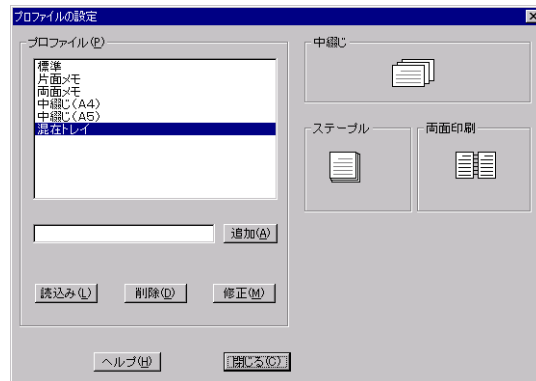 プロファイルの設定
プロファイル(P)
標準
片面メモ
両面メモ
中綴じ(A4)
中綴じ(A5)
混在トレイ
追加(A)
読込み(L) 削除(D) 修正(M)
中綴じ
ステープル 両面印刷
ヘルプ(H) 閉じる(C)